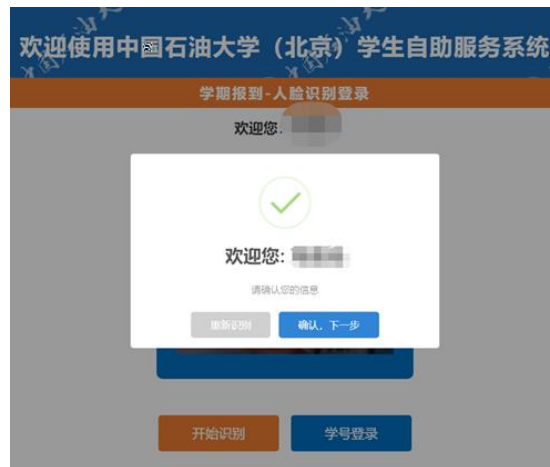 欢迎使用中国石油大学（北京）学生自助服务系统
学期报到-人脸识别登录
欢迎您:
欢迎您:
请确认您的信息
重新识别
确认，下一步
开始识别
学号登录